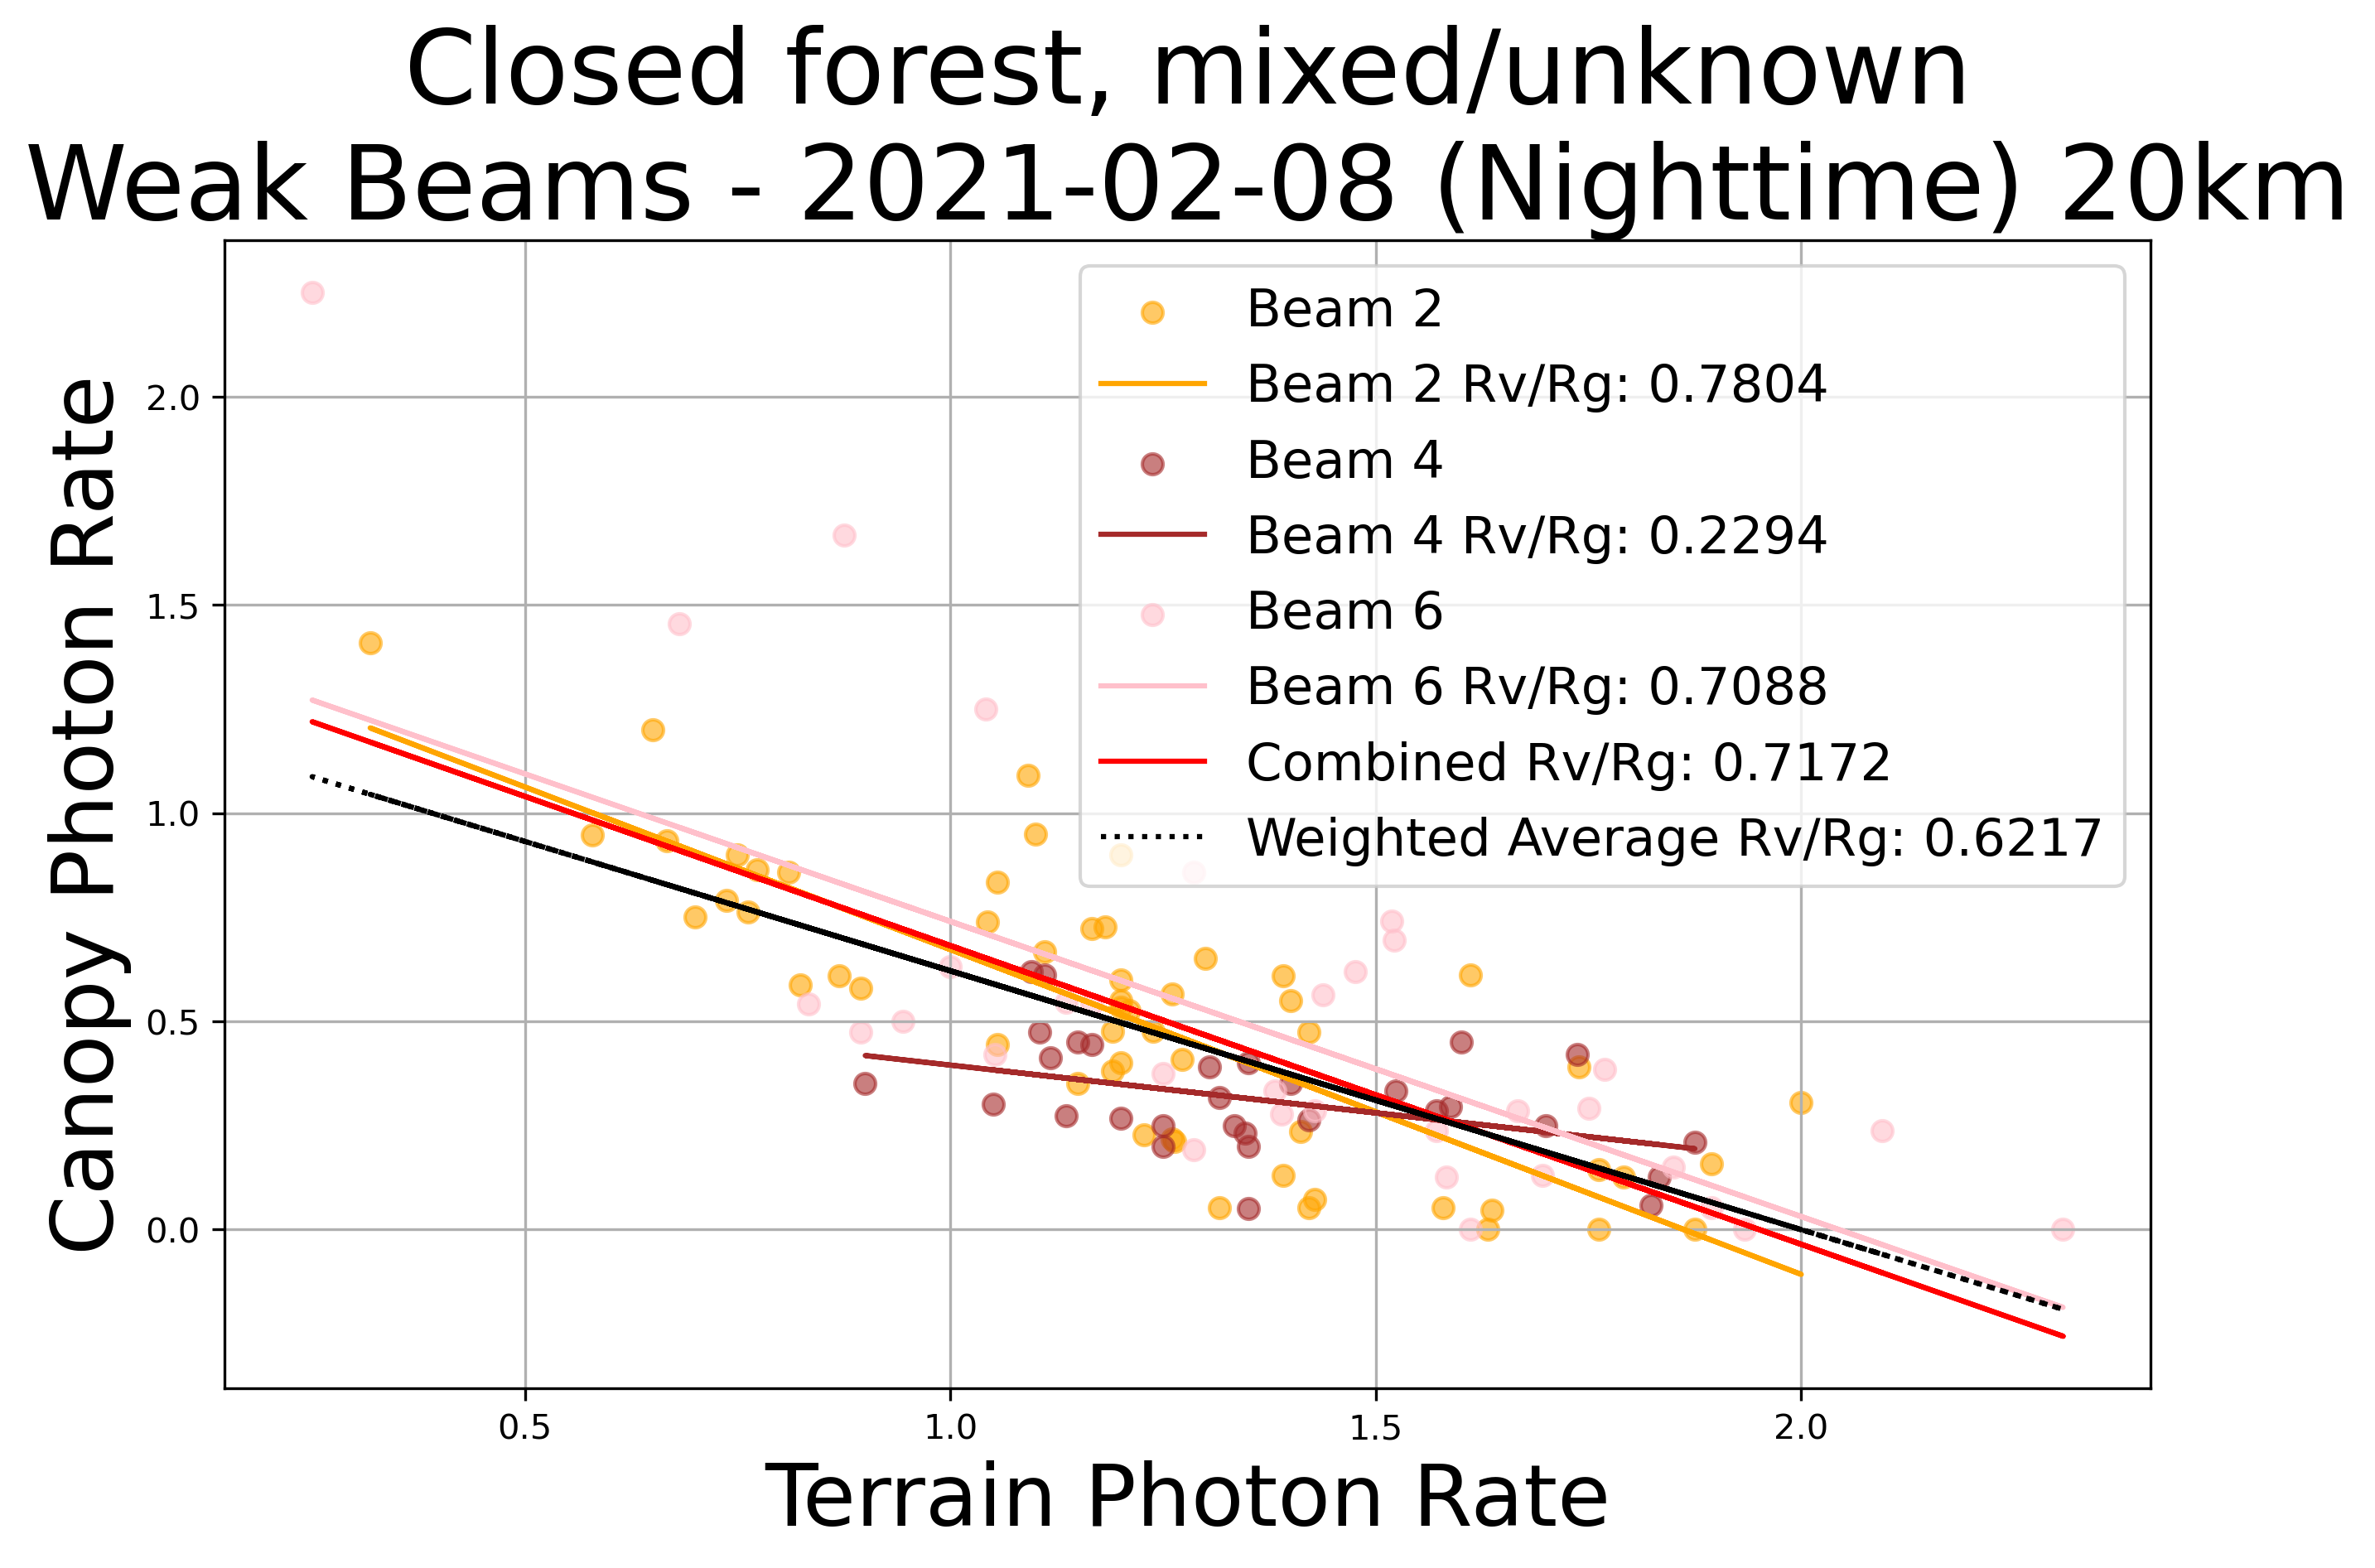 Closed forest, mixed/unknown
Weak Beams - 2021-02-08 (Nighttime) 20km
Beam 2
Beam 2 Rv/Rg: 0.7804
Beam 4
Beam 4 Rv/Rg: 0.2294
Beam 6
Beam 6 Rv/Rg: 0.7088
Combined Rv/Rg: 0.7172
Weighted Average Rv/Rg: 0.6217
Canopy Photon Rate
2.0
1.5
1.0
0.5
0.0
0.5
1.0
1.5
2.0
Terrain Photon Rate